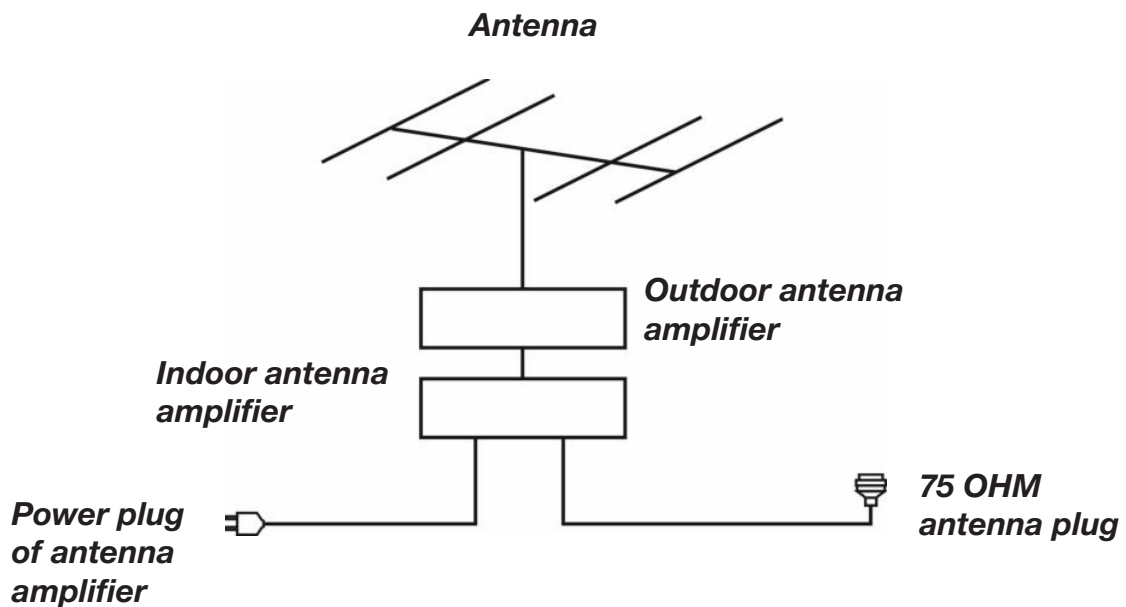 Antenna
Outdoor antenna
amplifier
Indoor antenna
amplifier
75 OHM
antenna plug
Power plug
of antenna
amplifier